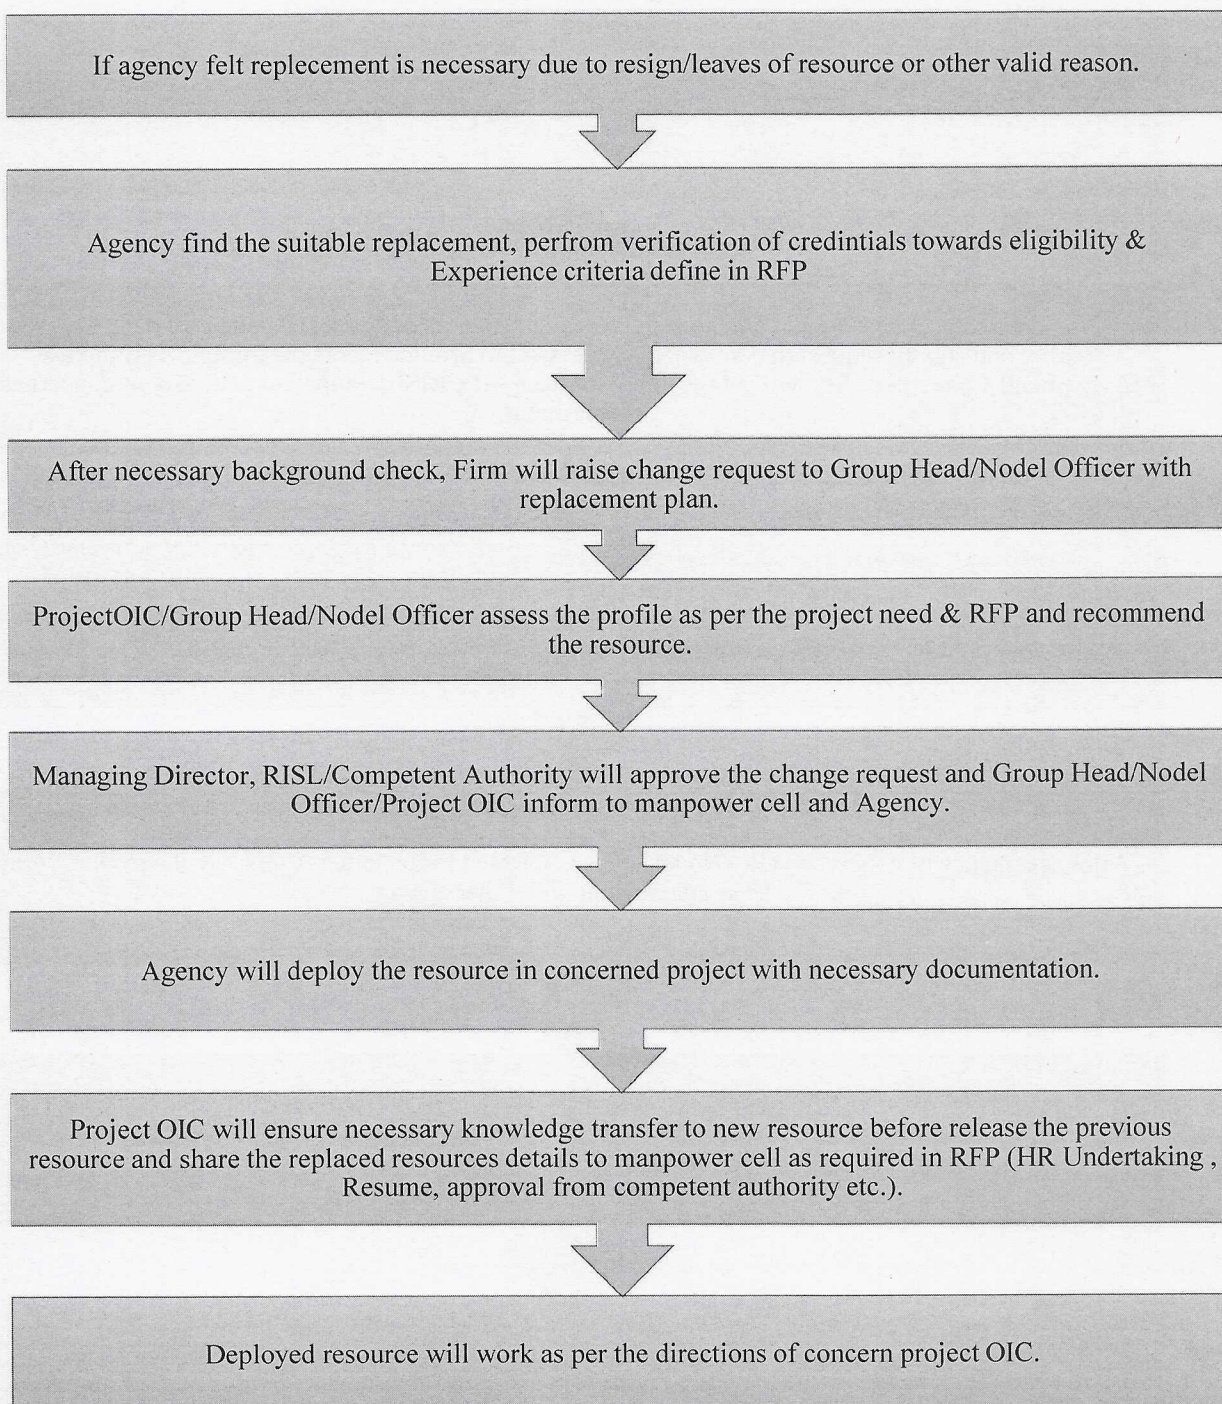 If agency felt replecement is necessary due to resign/leaves of resource or other valid reason.
Agency find the suitable replacement, perfrom verification of credintials towards eligibility &
Experience criteria define in RFP
After necessary background check, Firm will raise change request to Group Head/Nodel Officer with
replacement plan.
ProjectOIC/Group Head/Nodel Officer assess the profile as per the project need & RFP and recommend
the resource.
Managing Director, RISL/Competent Authority will approve the change request and Group Head/Nodel
Officer/Project OIC inform to manpower cell and Agency.
Agency will deploy the resource in concerned project with necessary documentation.
Project OIC will ensure necessary knowledge transfer to new resource before release the previous
resource and share the replaced resources details to manpower cell as required in RFP (HR Undertaking ,
Resume, approval from competent authority etc.).
Deployed resource will work as per the directions of concern project OIC.